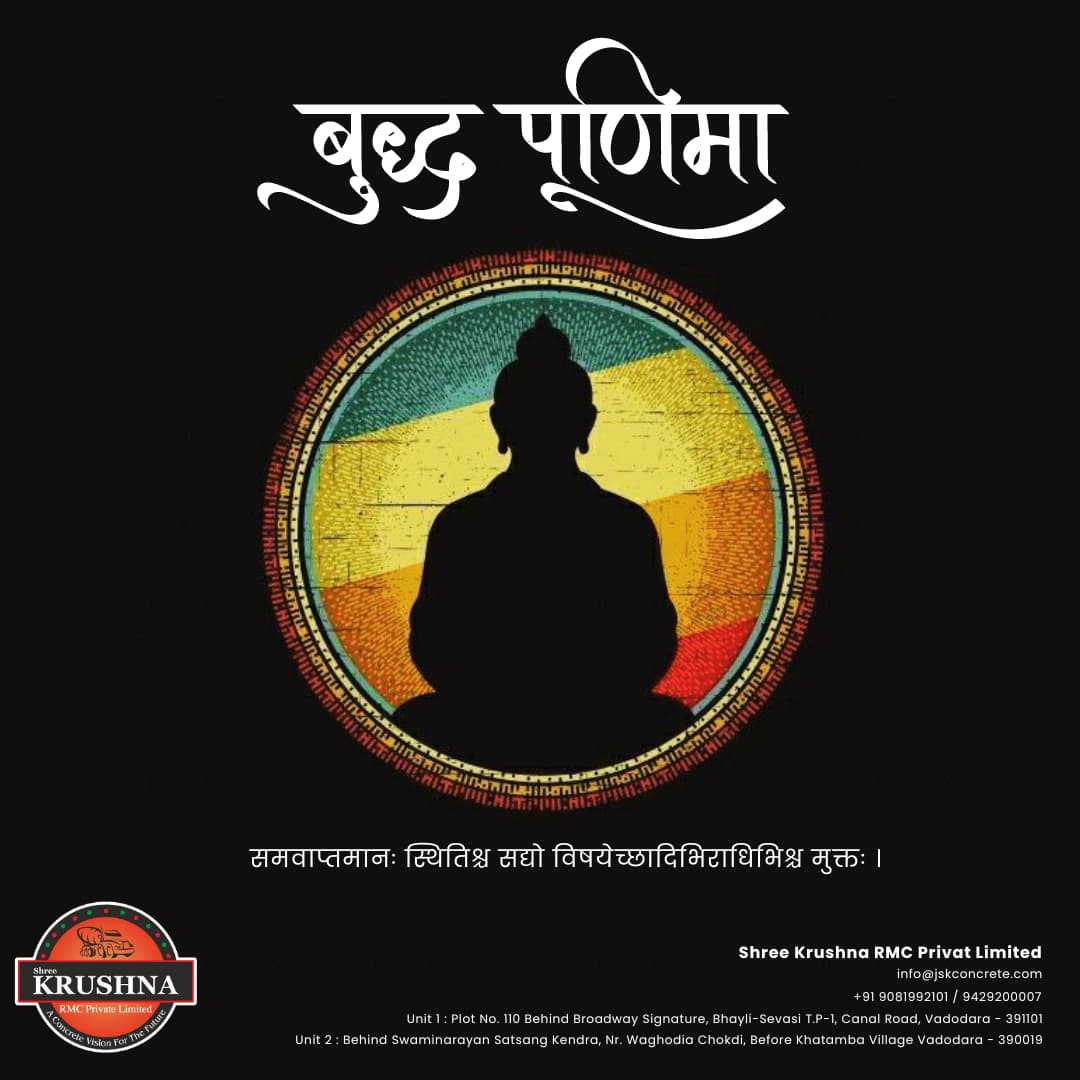 बुद्ध पूर्णिमा
समवाप्तमानः स्थितिश्च सद्यो विषयेच्छादिभिराधिभिश्च मुक्तः ।
Shree
KRUSHNA
RMC Private Limited
A Concrete Vision For The Future
Shree Krushna RMC Privat Limited
info@jskconcrete.com
+91 9081992101 / 9429200007
Unit 1 : Plot No. 110 Behind Broadway Signature, Bhayli-Sevasi T.P-1, Canal Road, Vadodara - 391101
Unit 2 : Behind Swaminarayan Satsang Kendra, Nr. Waghodia Chokdi, Before Khatamba Village Vadodara - 390019